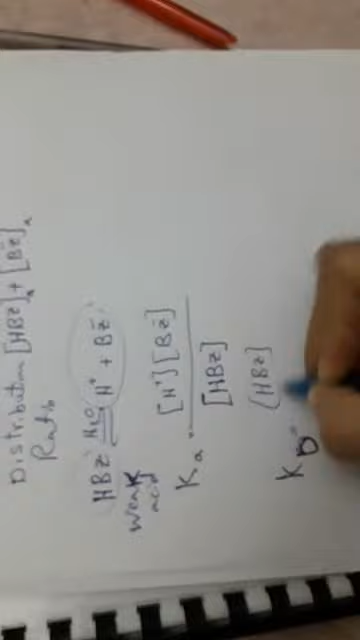 Distribution [HBz]ₐ + [Bz̄]ₐ
Ratio
HBz ⇌ H⁺ + Bz̄
H₂O
weak
acid
Kₐ = [H⁺][Bz̄]
[HBz]
K_D = [HBz]